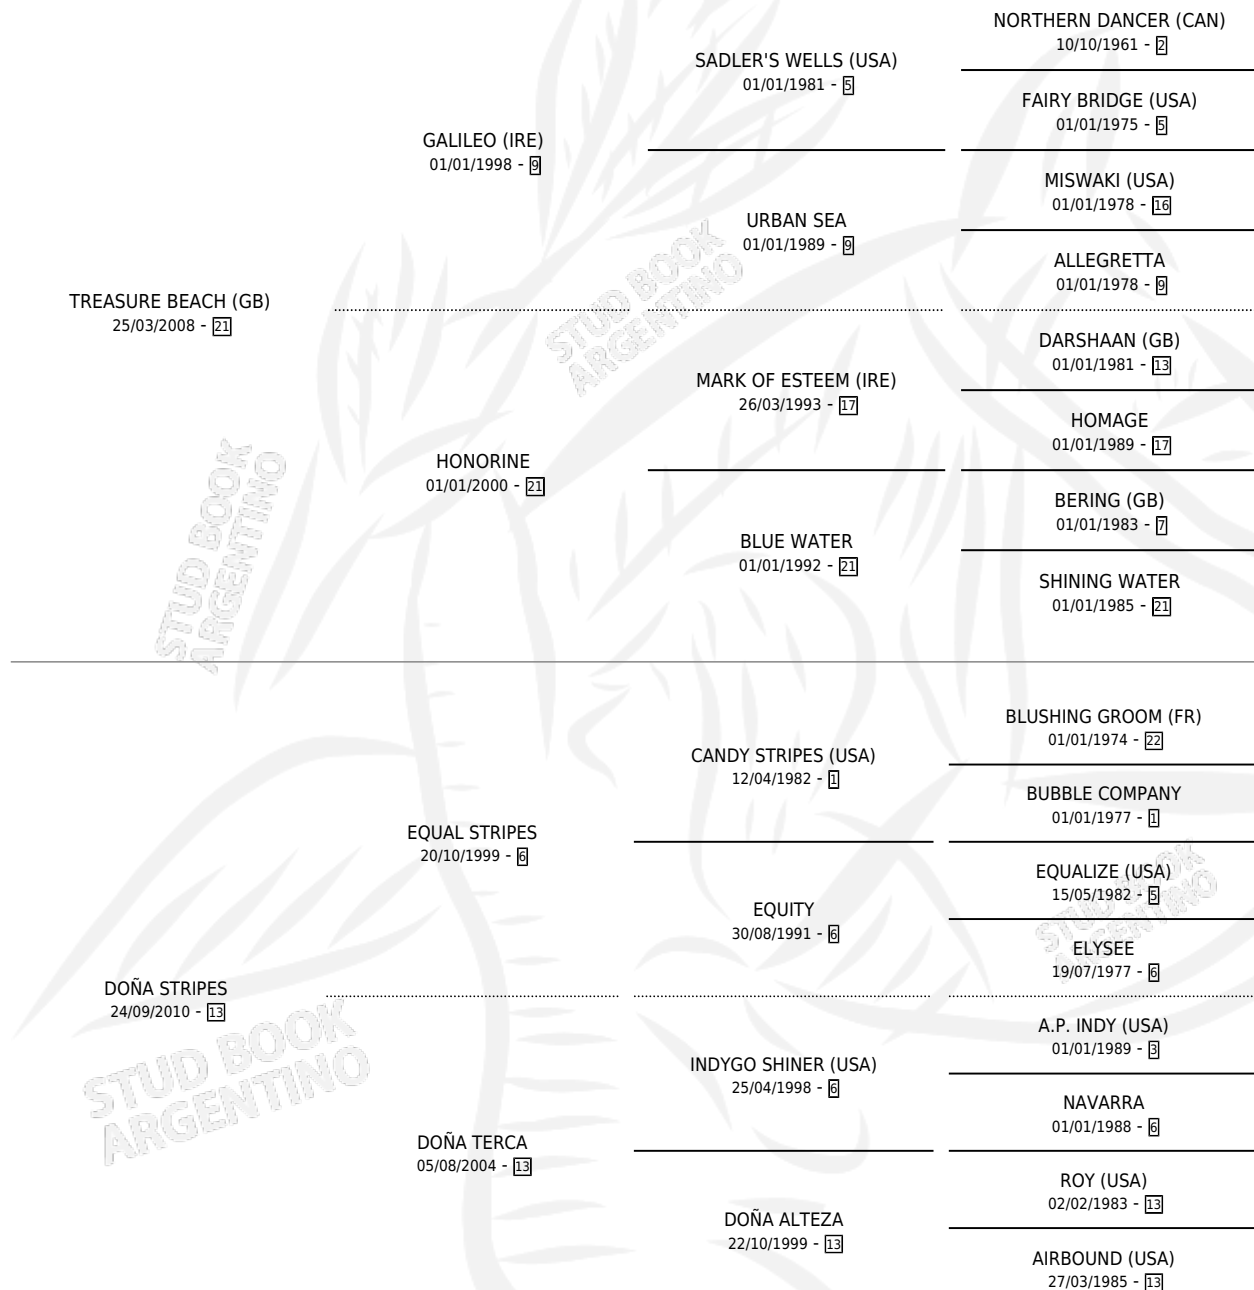 NORTHERN DANCER (CAN)
10/10/1961 - 2
SADLER'S WELLS (USA)
01/01/1981 - 5
FAIRY BRIDGE (USA)
01/01/1975 - 5
GALILEO (IRE)
01/01/1998 - 9
MISWAKI (USA)
01/01/1978 - 16
URBAN SEA
01/01/1989 - 9
ALLEGRETTA
01/01/1978 - 9
STUD BOOK
ARGENTINO
TREASURE BEACH (GB)
25/03/2008 - 21
DARSHAAN (GB)
01/01/1981 - 13
MARK OF ESTEEM (IRE)
26/03/1993 - 17
HOMAGE
01/01/1989 - 17
HONORINE
01/01/2000 - 21
BERING (GB)
01/01/1983 - 7
BLUE WATER
01/01/1992 - 21
SHINING WATER
01/01/1985 - 21
STUD BOOK
ARGENTINO
BLUSHING GROOM (FR)
01/01/1974 - 22
CANDY STRIPES (USA)
12/04/1982 - 1
BUBBLE COMPANY
01/01/1977 - 1
EQUAL STRIPES
20/10/1999 - 6
EQUALIZE (USA)
15/05/1982 - 5
EQUITY
30/08/1991 - 6
ELYSEE
19/07/1977 - 6
STUD BOOK
ARGENTINO
DOÑA STRIPES
24/09/2010 - 13
A.P. INDY (USA)
01/01/1989 - 3
INDYGO SHINER (USA)
25/04/1998 - 6
NAVARRA
01/01/1988 - 6
STUD BOOK
ARGENTINO
DOÑA TERCA
05/08/2004 - 13
ROY (USA)
02/02/1983 - 13
DOÑA ALTEZA
22/10/1999 - 13
AIRBOUND (USA)
27/03/1985 - 13